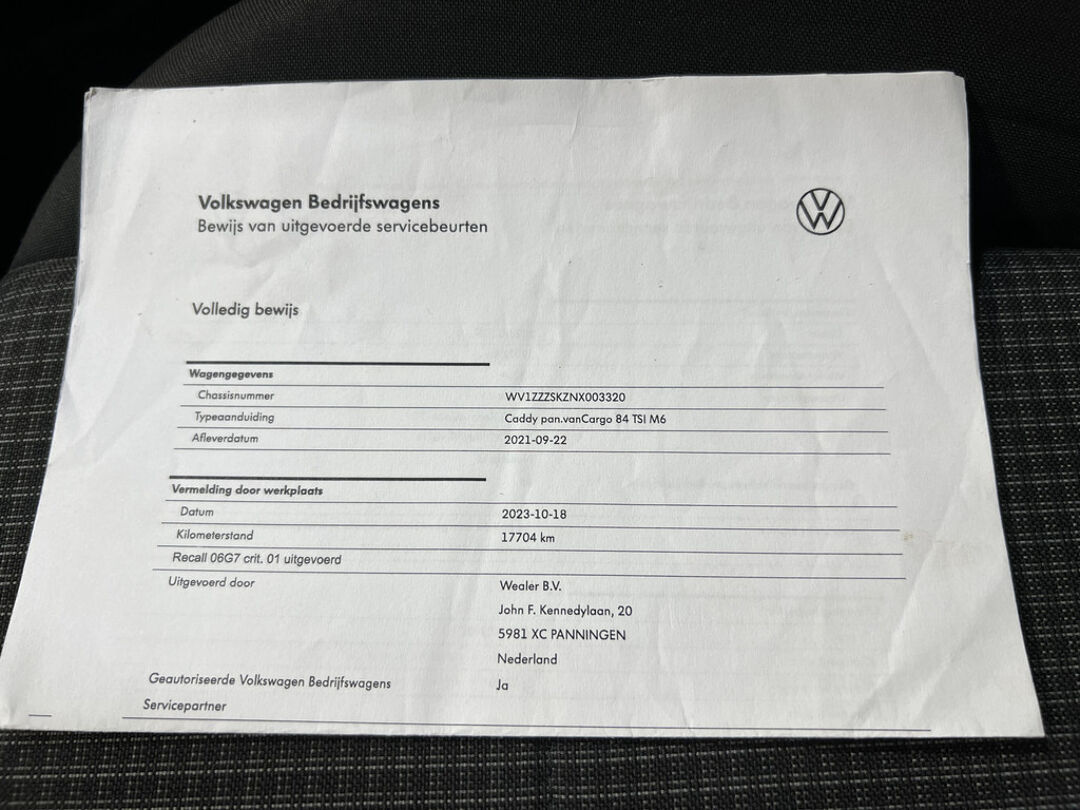 Volkswagen Bedrijfswagens
Bewijs van uitgevoerde servicebeurten
Volledig bewijs
Wagengegevens
Chassisnummer WV1ZZZSKZNX003320
Typeaanduiding Caddy pan.vanCargo 84 TSI M6
Afleverdatum 2021-09-22
Vermelding door werkplaats
Datum 2023-10-18
Kilometerstand 17704 km
Recall 06G7 crit. 01 uitgevoerd
Uitgevoerd door Wealer B.V.
John F. Kennedylaan, 20
5981 XC PANNINGEN
Nederland
Geautoriseerde Volkswagen Bedrijfswagens Ja
Servicepartner